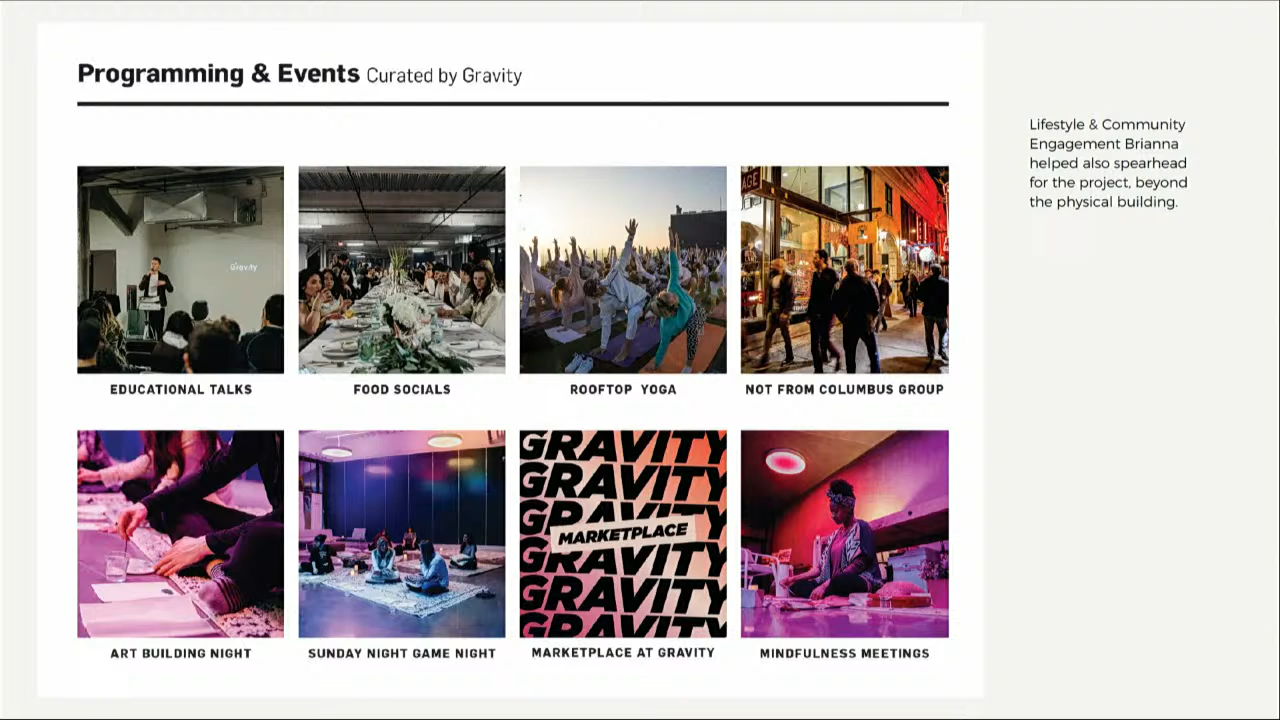 Programming & Events Curated by Gravity
Lifestyle & Community
Engagement Brianna
helped also spearhead
for the project, beyond
the physical building.
Gravity
AGE
EDUCATIONAL TALKS
FOOD SOCIALS
ROOFTOP YOGA
NOT FROM COLUMBUS GROUP
GRAVITY
GRAVITY
GRAVITY
MARKETPLACE
GRAVITY
GRAVITY
GRAVITY
ART BUILDING NIGHT
SUNDAY NIGHT GAME NIGHT
MARKETPLACE AT GRAVITY
MINDFULNESS MEETINGS